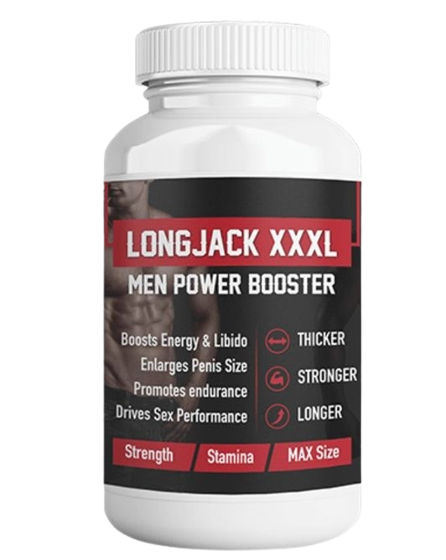 LONGJACK XXXL
MEN POWER BOOSTER
Boosts Energy & Libido
Enlarges Penis Size
Promotes endurance
Drives Sex Performance
THICKER
STRONGER
LONGER
Strength
Stamina
MAX Size